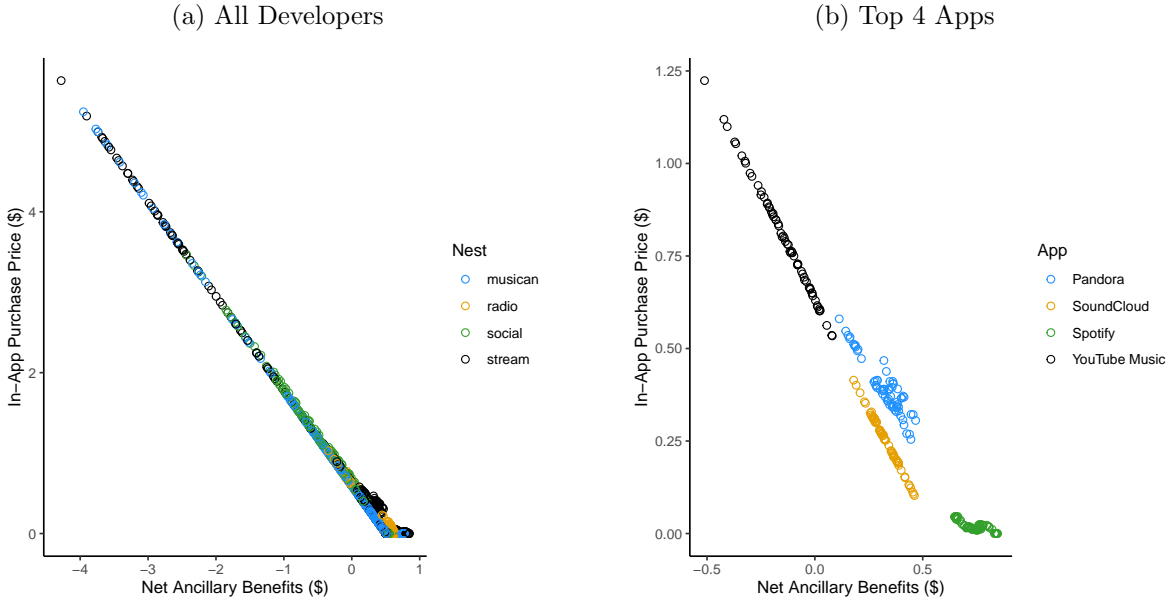 (a) All Developers
In−App Purchase Price ($)
4
2
0
−4 −3 −2 −1 0 1
Net Ancillary Benefits ($)
Nest
musican
radio
social
stream
(b) Top 4 Apps
In−App Purchase Price ($)
1.25
1.00
0.75
0.50
0.25
0.00
−0.5 0.0 0.5
Net Ancillary Benefits ($)
App
Pandora
SoundCloud
Spotify
YouTube Music